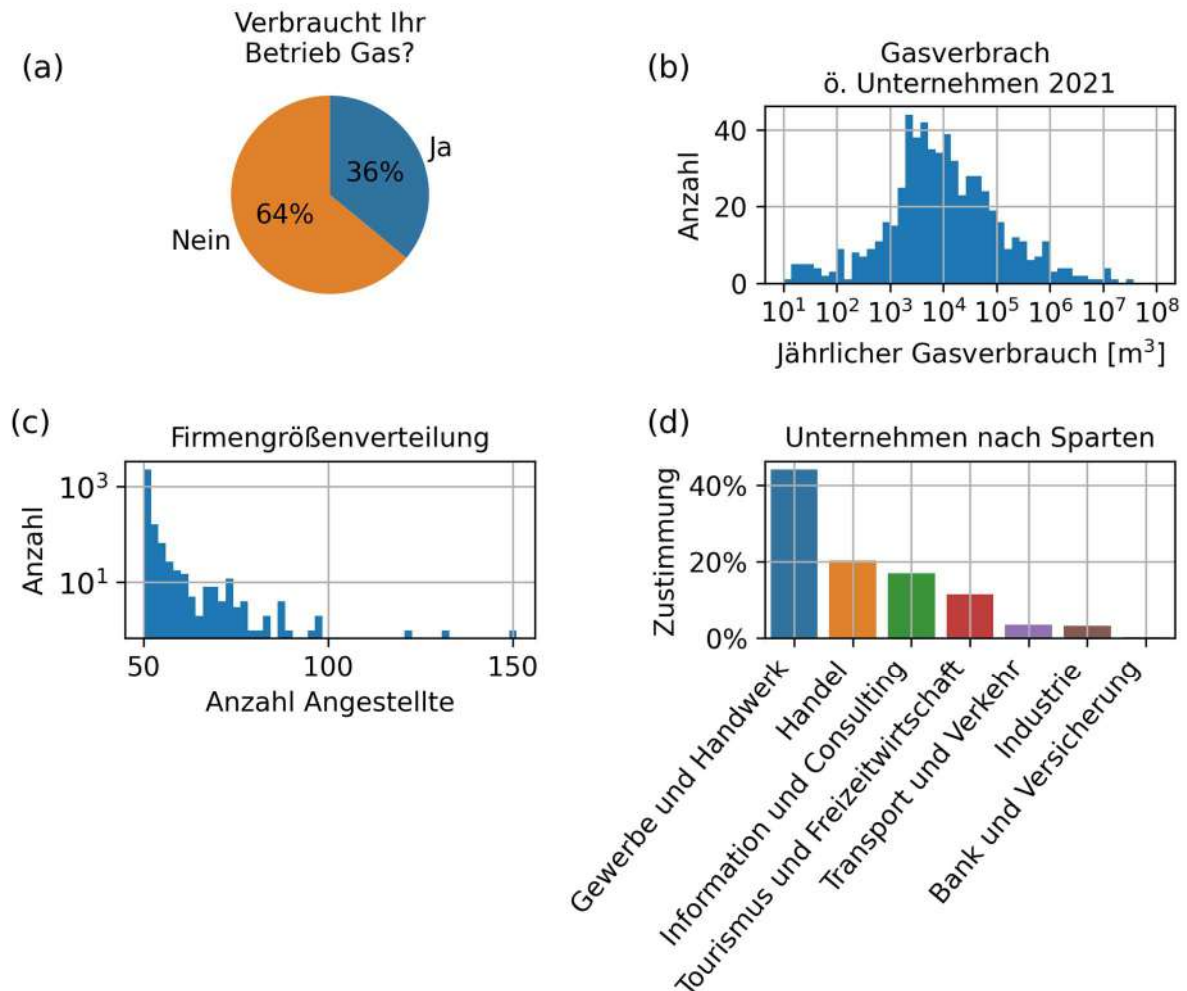 (a)
Verbraucht Ihr
Betrieb Gas?
Ja
36%
64%
Nein
(b)
Gasverbrach
ö. Unternehmen 2021
Anzahl
40
20
0
10¹ 10² 10³ 10⁴ 10⁵ 10⁶ 10⁷ 10⁸
Jährlicher Gasverbrauch [m³]
(c)
Firmengrößenverteilung
Anzahl
10³
10¹
50 100 150
Anzahl Angestellte
(d)
Unternehmen nach Sparten
Zustimmung
40%
20%
0%
Gewerbe und Handwerk
Handel
Information und Consulting
Tourismus und Freizeitwirtschaft
Transport und Verkehr
Industrie
Bank und Versicherung